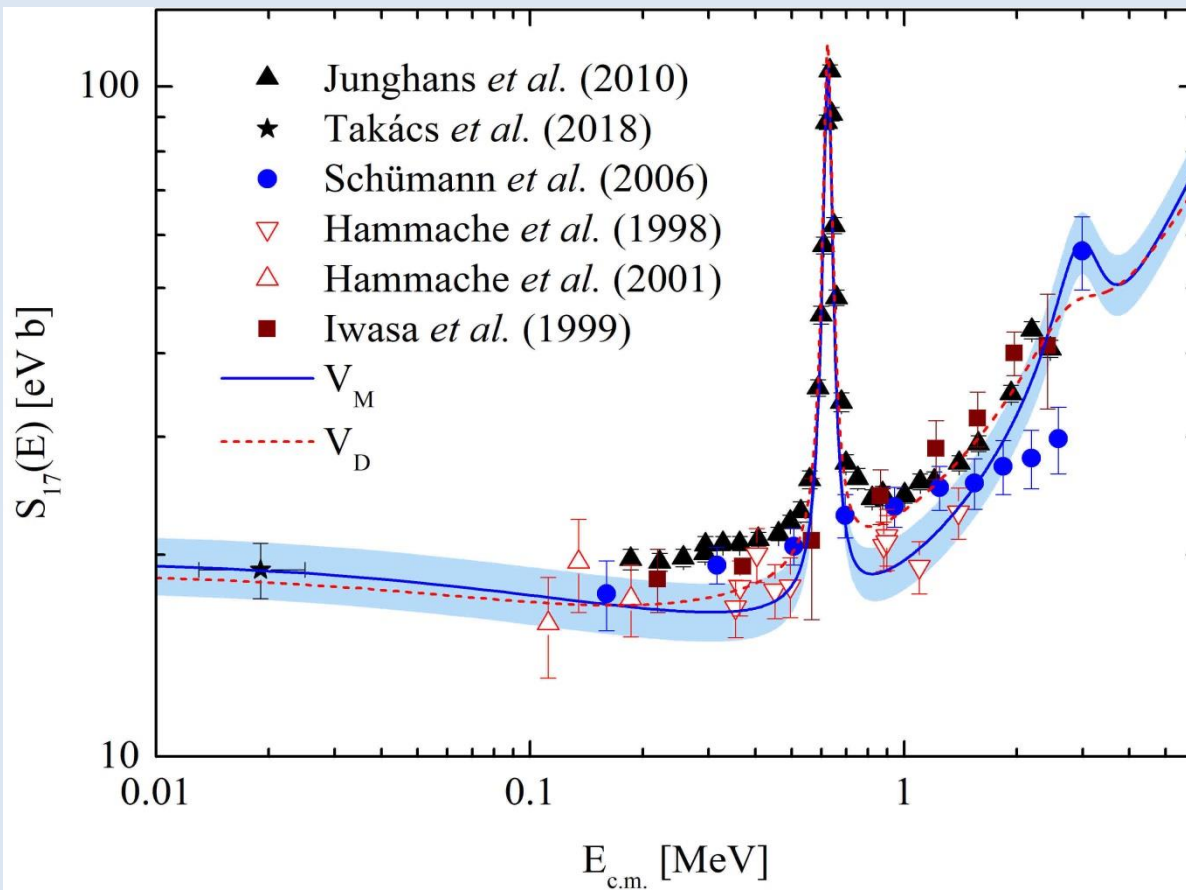 100
10
S17(E) [eV b]
Junghans et al. (2010)
Takács et al. (2018)
Schümann et al. (2006)
Hammache et al. (1998)
Hammache et al. (2001)
Iwasa et al. (1999)
VM
VD
0.01
0.1
1
Ec.m. [MeV]